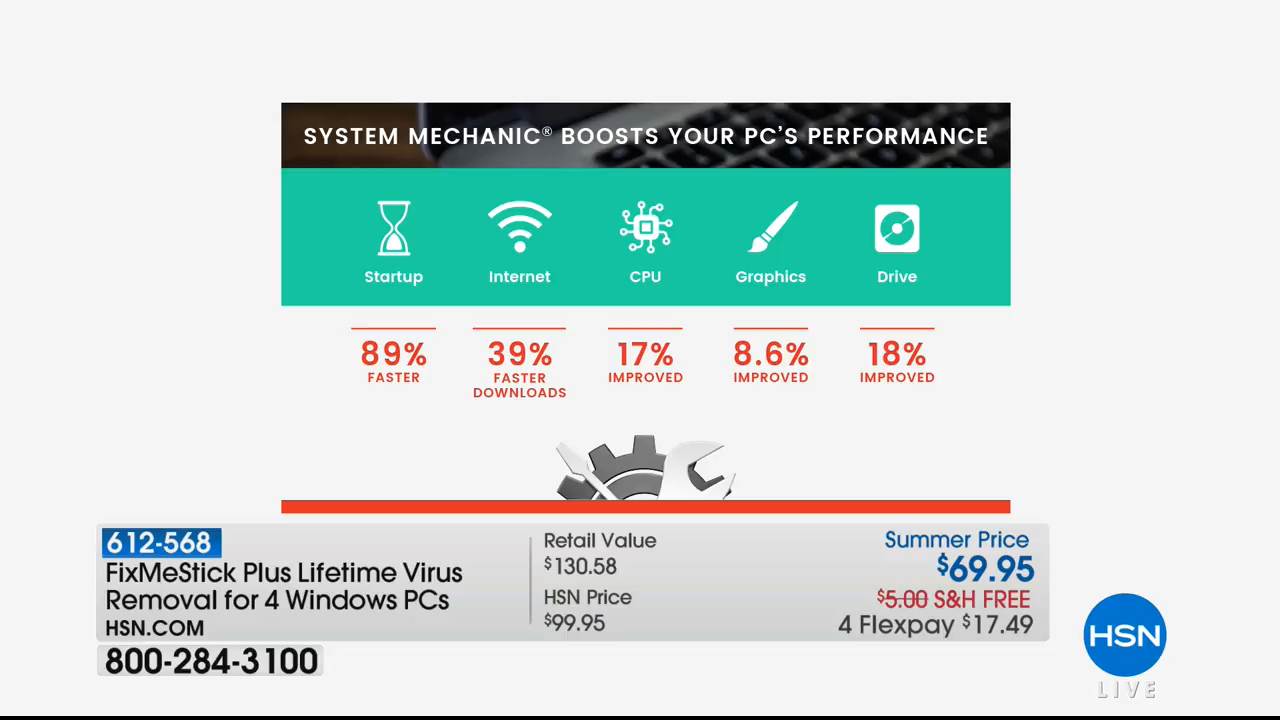 SYSTEM MECHANIC® BOOSTS YOUR PC'S PERFORMANCE
Startup
Internet
CPU
Graphics
Drive
89%
FASTER
39%
FASTER
DOWNLOADS
17%
IMPROVED
8.6%
IMPROVED
18%
IMPROVED
612-568
FixMeStick Plus Lifetime Virus
Removal for 4 Windows PCs
HSN.COM
800-284-3100
Retail Value
$130.58
HSN Price
$99.95
Summer Price
$69.95
$5.00 S&H FREE
4 Flexpay $17.49
HSN
LIVE